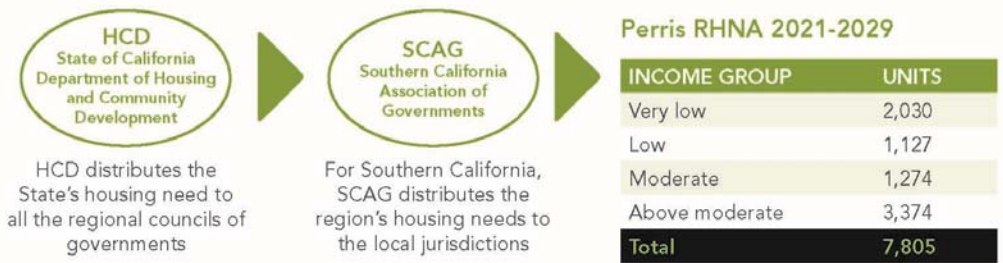 HCD
State of California
Department of Housing
and Community
Development
HCD distributes the
State's housing need to
all the regional councils of
governments
SCAG
Southern California
Association of
Governments
For Southern California,
SCAG distributes the
region's housing needs to
the local jurisdictions
Perris RHNA 2021-2029
INCOME GROUP UNITS
Very low 2,030
Low 1,127
Moderate 1,274
Above moderate 3,374
Total 7,805